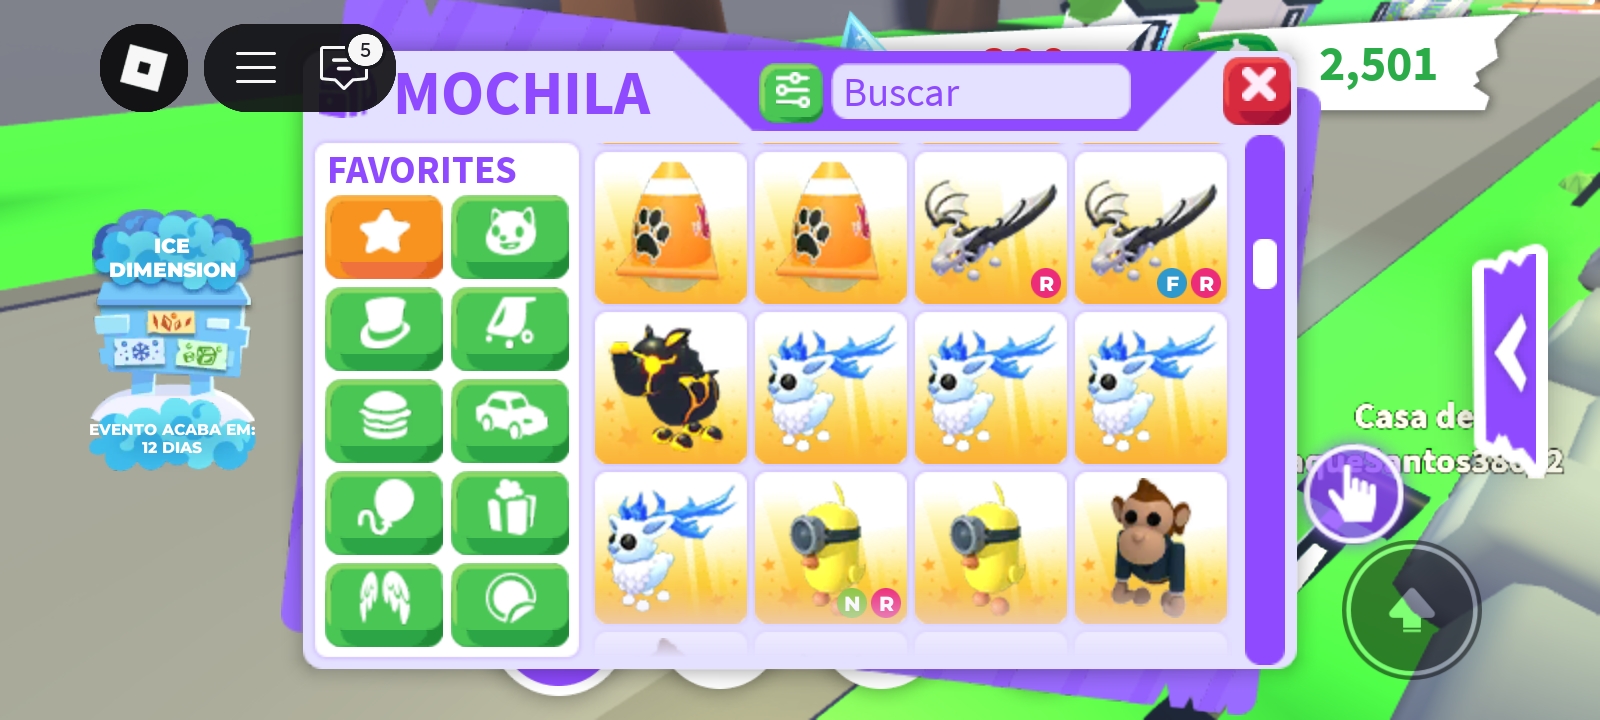 5
MOCHILA
Buscar
2,501
FAVORITES
R
F R
ICE
DIMENSION
EVENTO ACABA EM:
12 DIAS
Casa de
N R